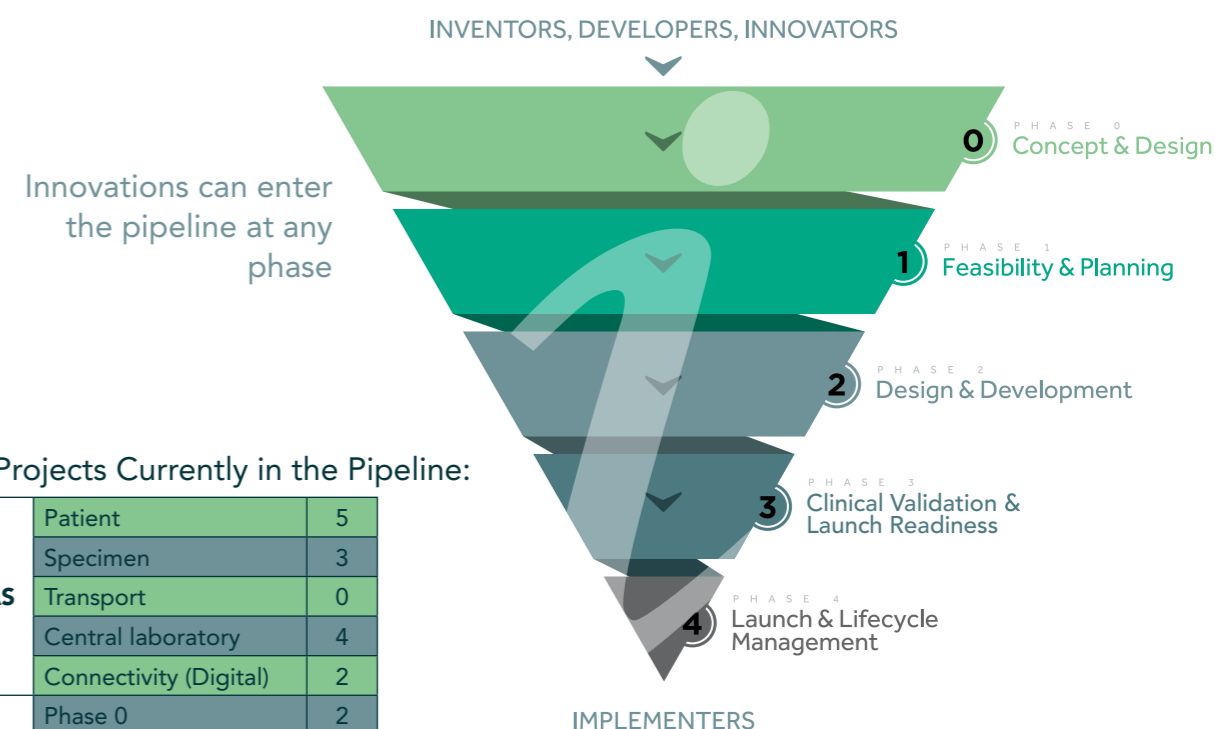 INVENTORS, DEVELOPERS, INNOVATORS
Innovations can enter
the pipeline at any
phase
0
PHASE 0
Concept & Design
1
PHASE 1
Feasibility & Planning
2
PHASE 2
Design & Development
3
PHASE 3
Clinical Validation &
Launch Readiness
4
PHASE 4
Launch & Lifecycle
Management
IMPLEMENTERS
Projects Currently in the Pipeline:
Patient 5
Specimen 3
Transport 0
Central laboratory 4
Connectivity (Digital) 2
Phase 0 2